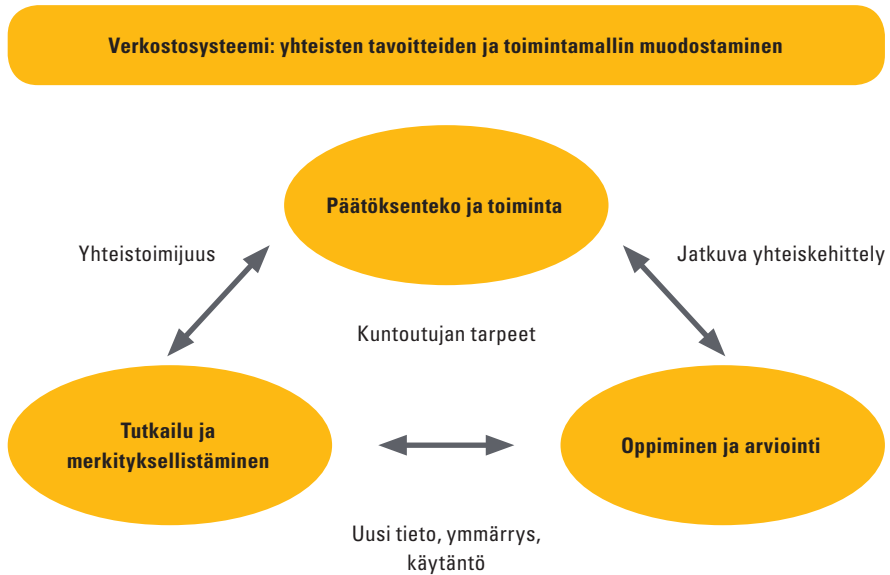 Verkostosysteemi: yhteisten tavoitteiden ja toimintamallin muodostaminen
Päätöksenteko ja toiminta
Yhteistoimijuus
Jatkuva yhteiskehittely
Kuntoutujan tarpeet
Tutkailu ja
merkityksellistäminen
Oppiminen ja arviointi
Uusi tieto, ymmärrys,
käytäntö